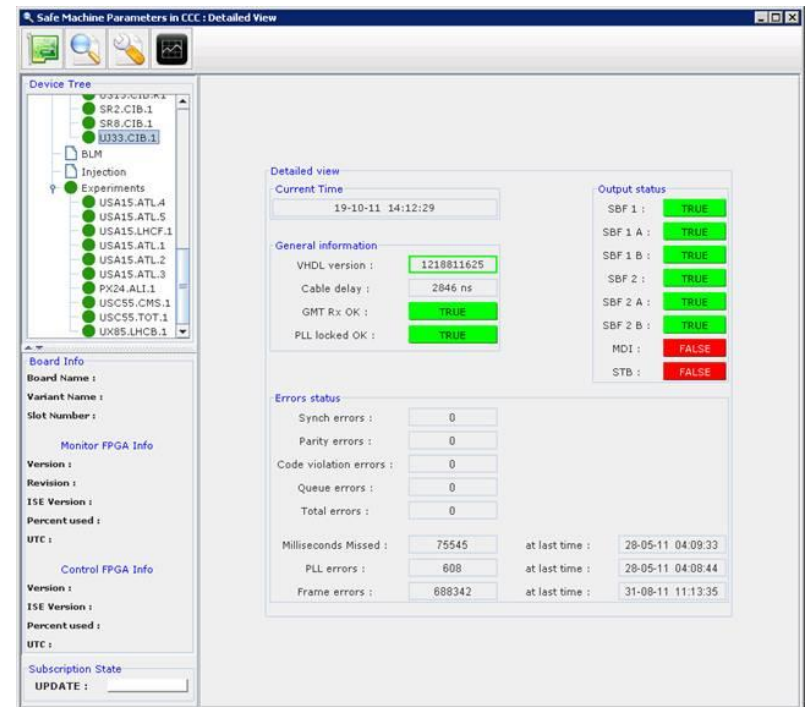 Safe Machine Parameters in CCC : Detailed View
Device Tree
SR2.CIB.1
SR8.CIB.1
UJ33.CIB.1
BLM
Injection
Experiments
USA15.ATL.4
USA15.ATL.5
USA15.LHCF.1
USA15.ATL.1
USA15.ATL.2
USA15.ATL.3
PX24.ALI.1
USC55.CMS.1
USC55.TOT.1
UX85.LHCB.1
Board Info
Board Name :
Variant Name :
Slot Number :
Monitor FPGA Info
Version :
Revision :
ISE Version :
Percent used :
UTC :
Control FPGA Info
Version :
ISE Version :
Percent used :
UTC :
Subscription State
UPDATE :
Detailed view
Current Time
19-10-11 14:12:29
General information
VHDL version : 1218811625
Cable delay : 2846 ns
GMT Rx OK : TRUE
PLL locked OK : TRUE
Output status
SBF 1 : TRUE
SBF 1 A : TRUE
SBF 1 B : TRUE
SBF 2 : TRUE
SBF 2 A : TRUE
SBF 2 B : TRUE
MDI : FALSE
STB : FALSE
Errors status
Synch errors : 0
Parity errors : 0
Code violation errors : 0
Queue errors : 0
Total errors : 0
Milliseconds Missed : 75545 at last time : 28-05-11 04:09:33
PLL errors : 608 at last time : 28-05-11 04:08:44
Frame errors : 688342 at last time : 31-08-11 11:13:35